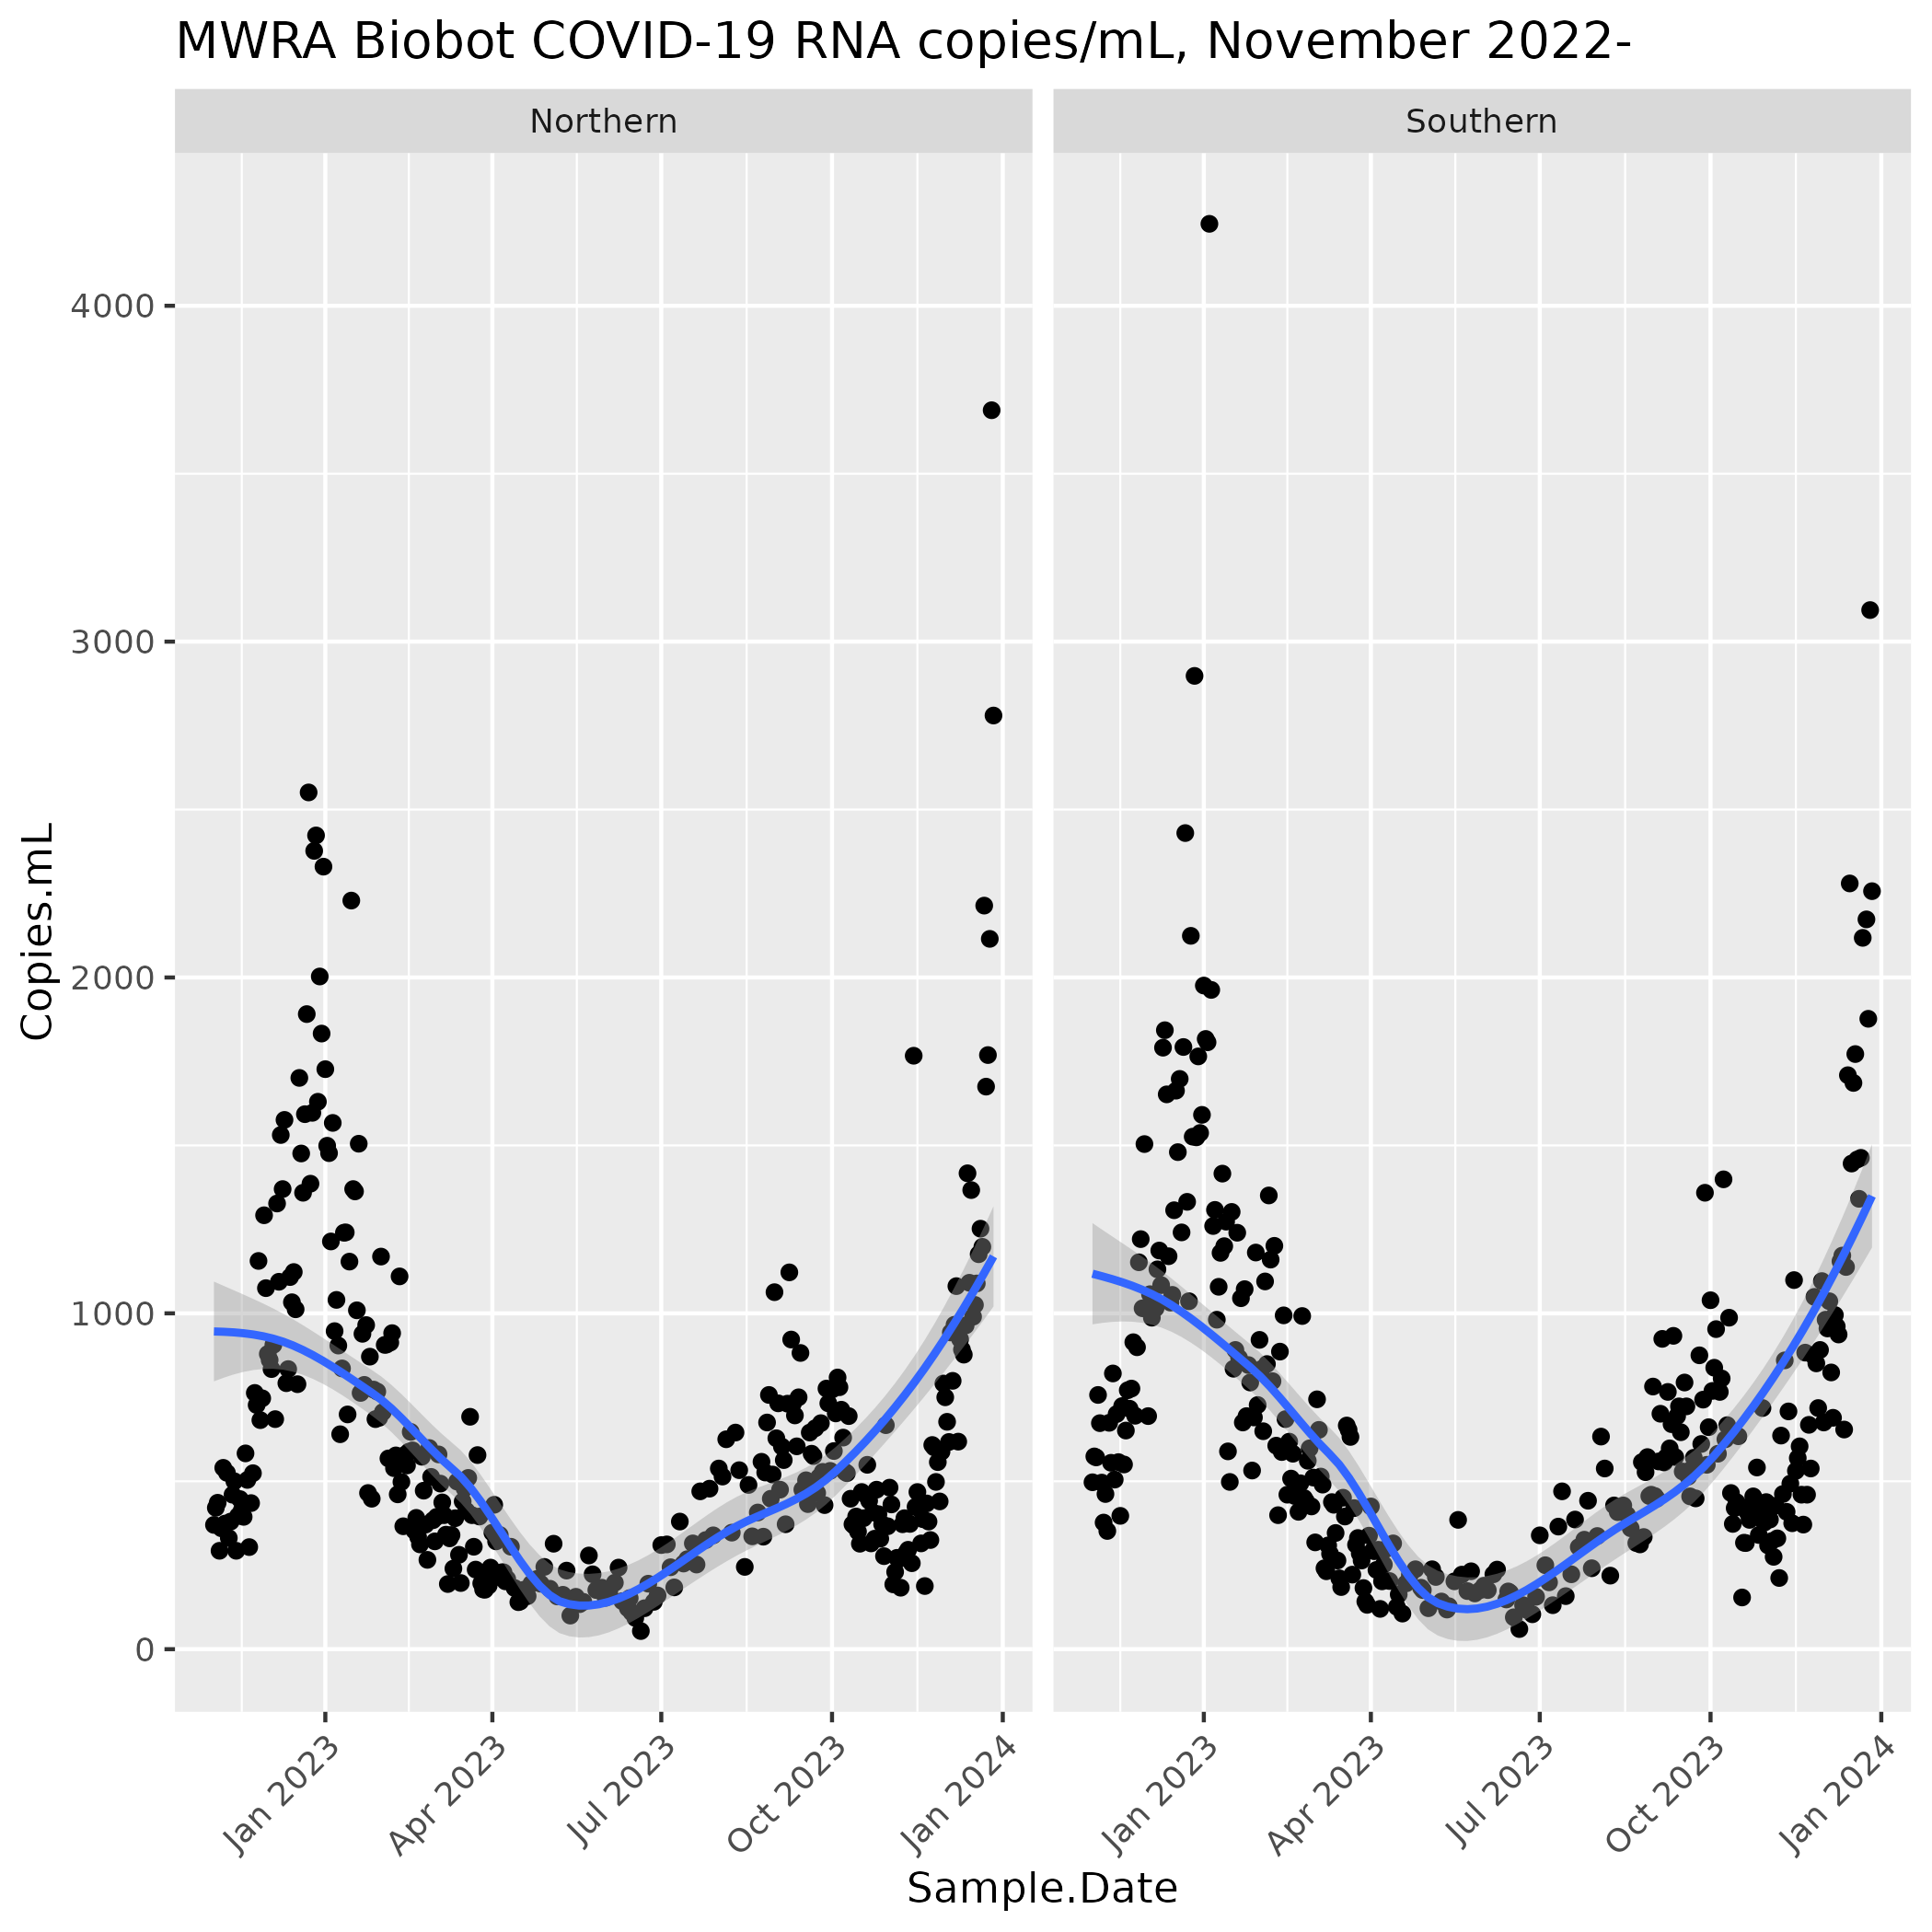 MWRA Biobot COVID-19 RNA copies/mL, November 2022-
Northern
Southern
Copies.mL
4000
3000
2000
1000
0
Jan 2023
Apr 2023
Jul 2023
Oct 2023
Jan 2024
Jan 2023
Apr 2023
Jul 2023
Oct 2023
Jan 2024
Sample.Date